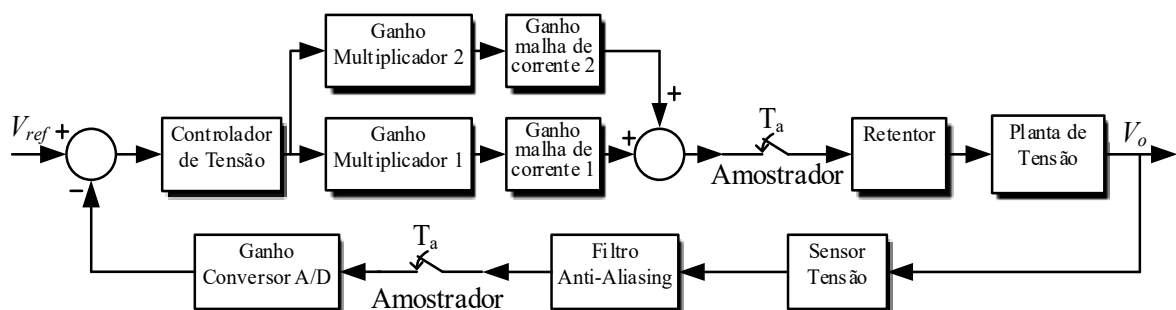 Ganho
Multiplicador 2
Ganho
malha de
corrente 2
+
V_ref
+
−
Controlador
de Tensão
Ganho
Multiplicador 1
Ganho
malha de
corrente 1
+
T_a
Amostrador
Retentor
Planta de
Tensão
V_o
Ganho
Conversor A/D
T_a
Amostrador
Filtro
Anti-Aliasing
Sensor
Tensão